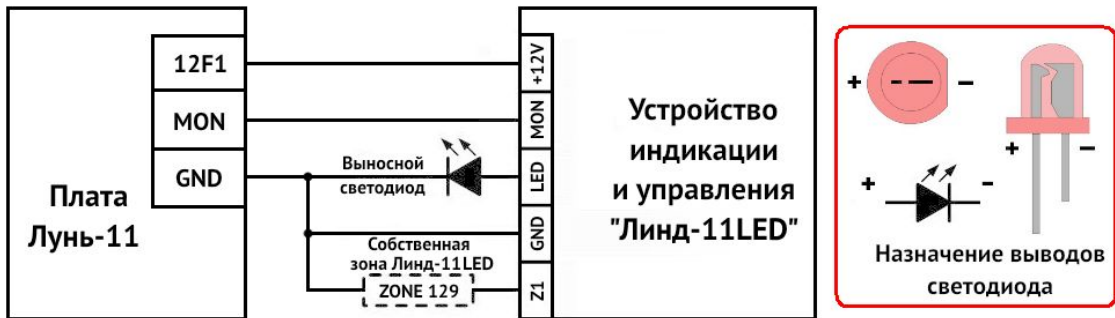 Плата
Лунь-11
12F1
MON
GND
Выносной
светодиод
Собственная
зона Линд-11LED
ZONE 129
+12V
MON
LED
GND
Z1
Устройство
индикации
и управления
"Линд-11LED"
+ -
+ -
+ -
Назначение выводов
светодиода